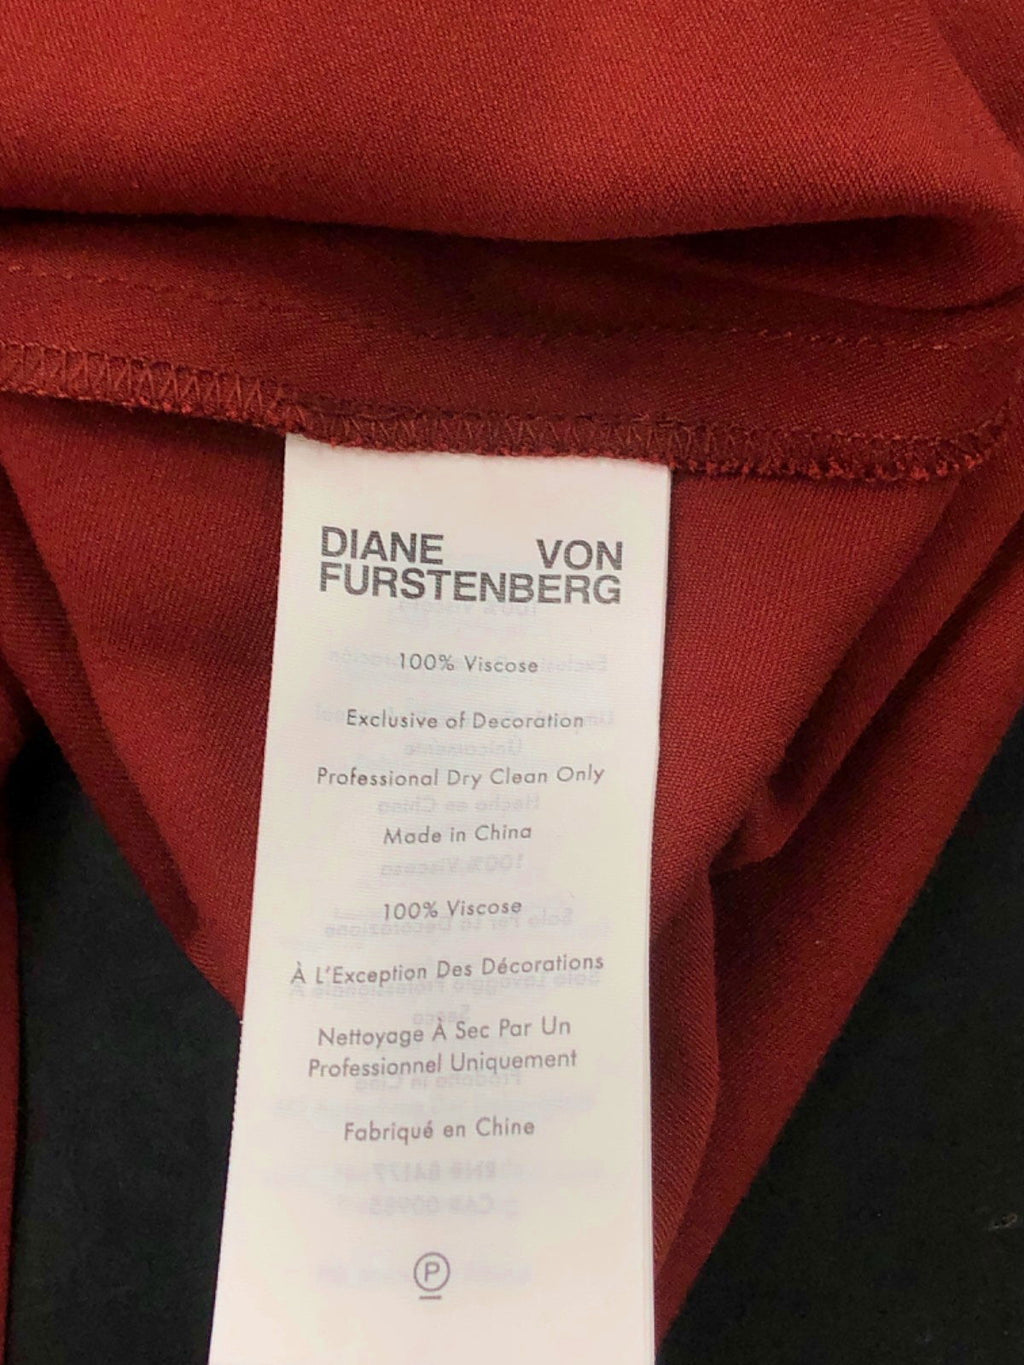 DIANE VON
FURSTENBERG
100% Viscose
Exclusive of Decoration
Professional Dry Clean Only
Made in China
100% Viscose
À L'Exception Des Décorations
Nettoyage À Sec Par Un
Professionnel Uniquement
Fabriqué en Chine
P